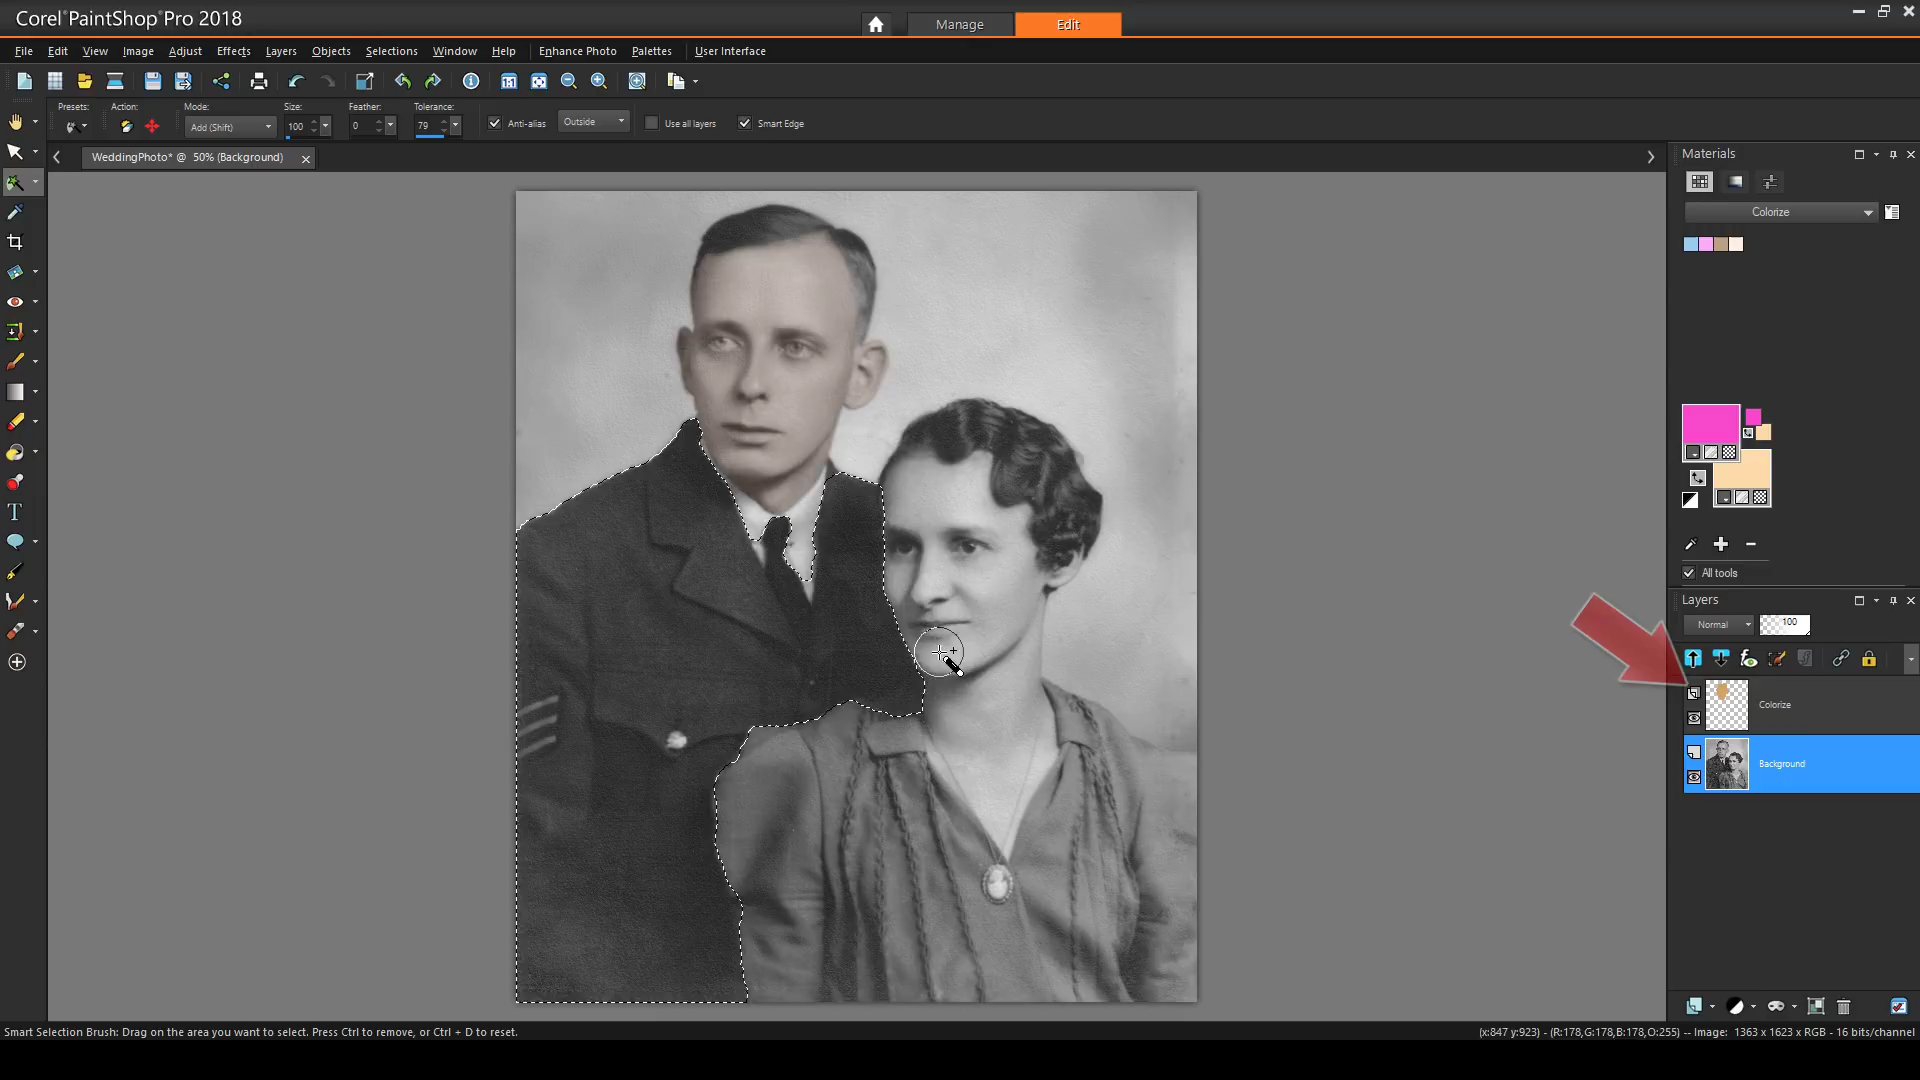 Corel®PaintShop®Pro 2018
Manage
Edit
File Edit View Image Adjust Effects Layers Objects Selections Window Help Enhance Photo Palettes User Interface
1:1
Presets: Action: Mode: Size: Feather: Tolerance:
Add (Shift) 100 0 79 Anti-alias Outside Use all layers Smart Edge
WeddingPhoto* @ 50% (Background)
Materials
Colorize
All tools
Layers
Normal 100
Colorize
Background
T
Smart Selection Brush: Drag on the area you want to select. Press Ctrl to remove, or Ctrl + D to reset.
(x:847 y:923) - (R:178,G:178,B:178,O:255) -- Image: 1363 x 1623 x RGB - 16 bits/channel